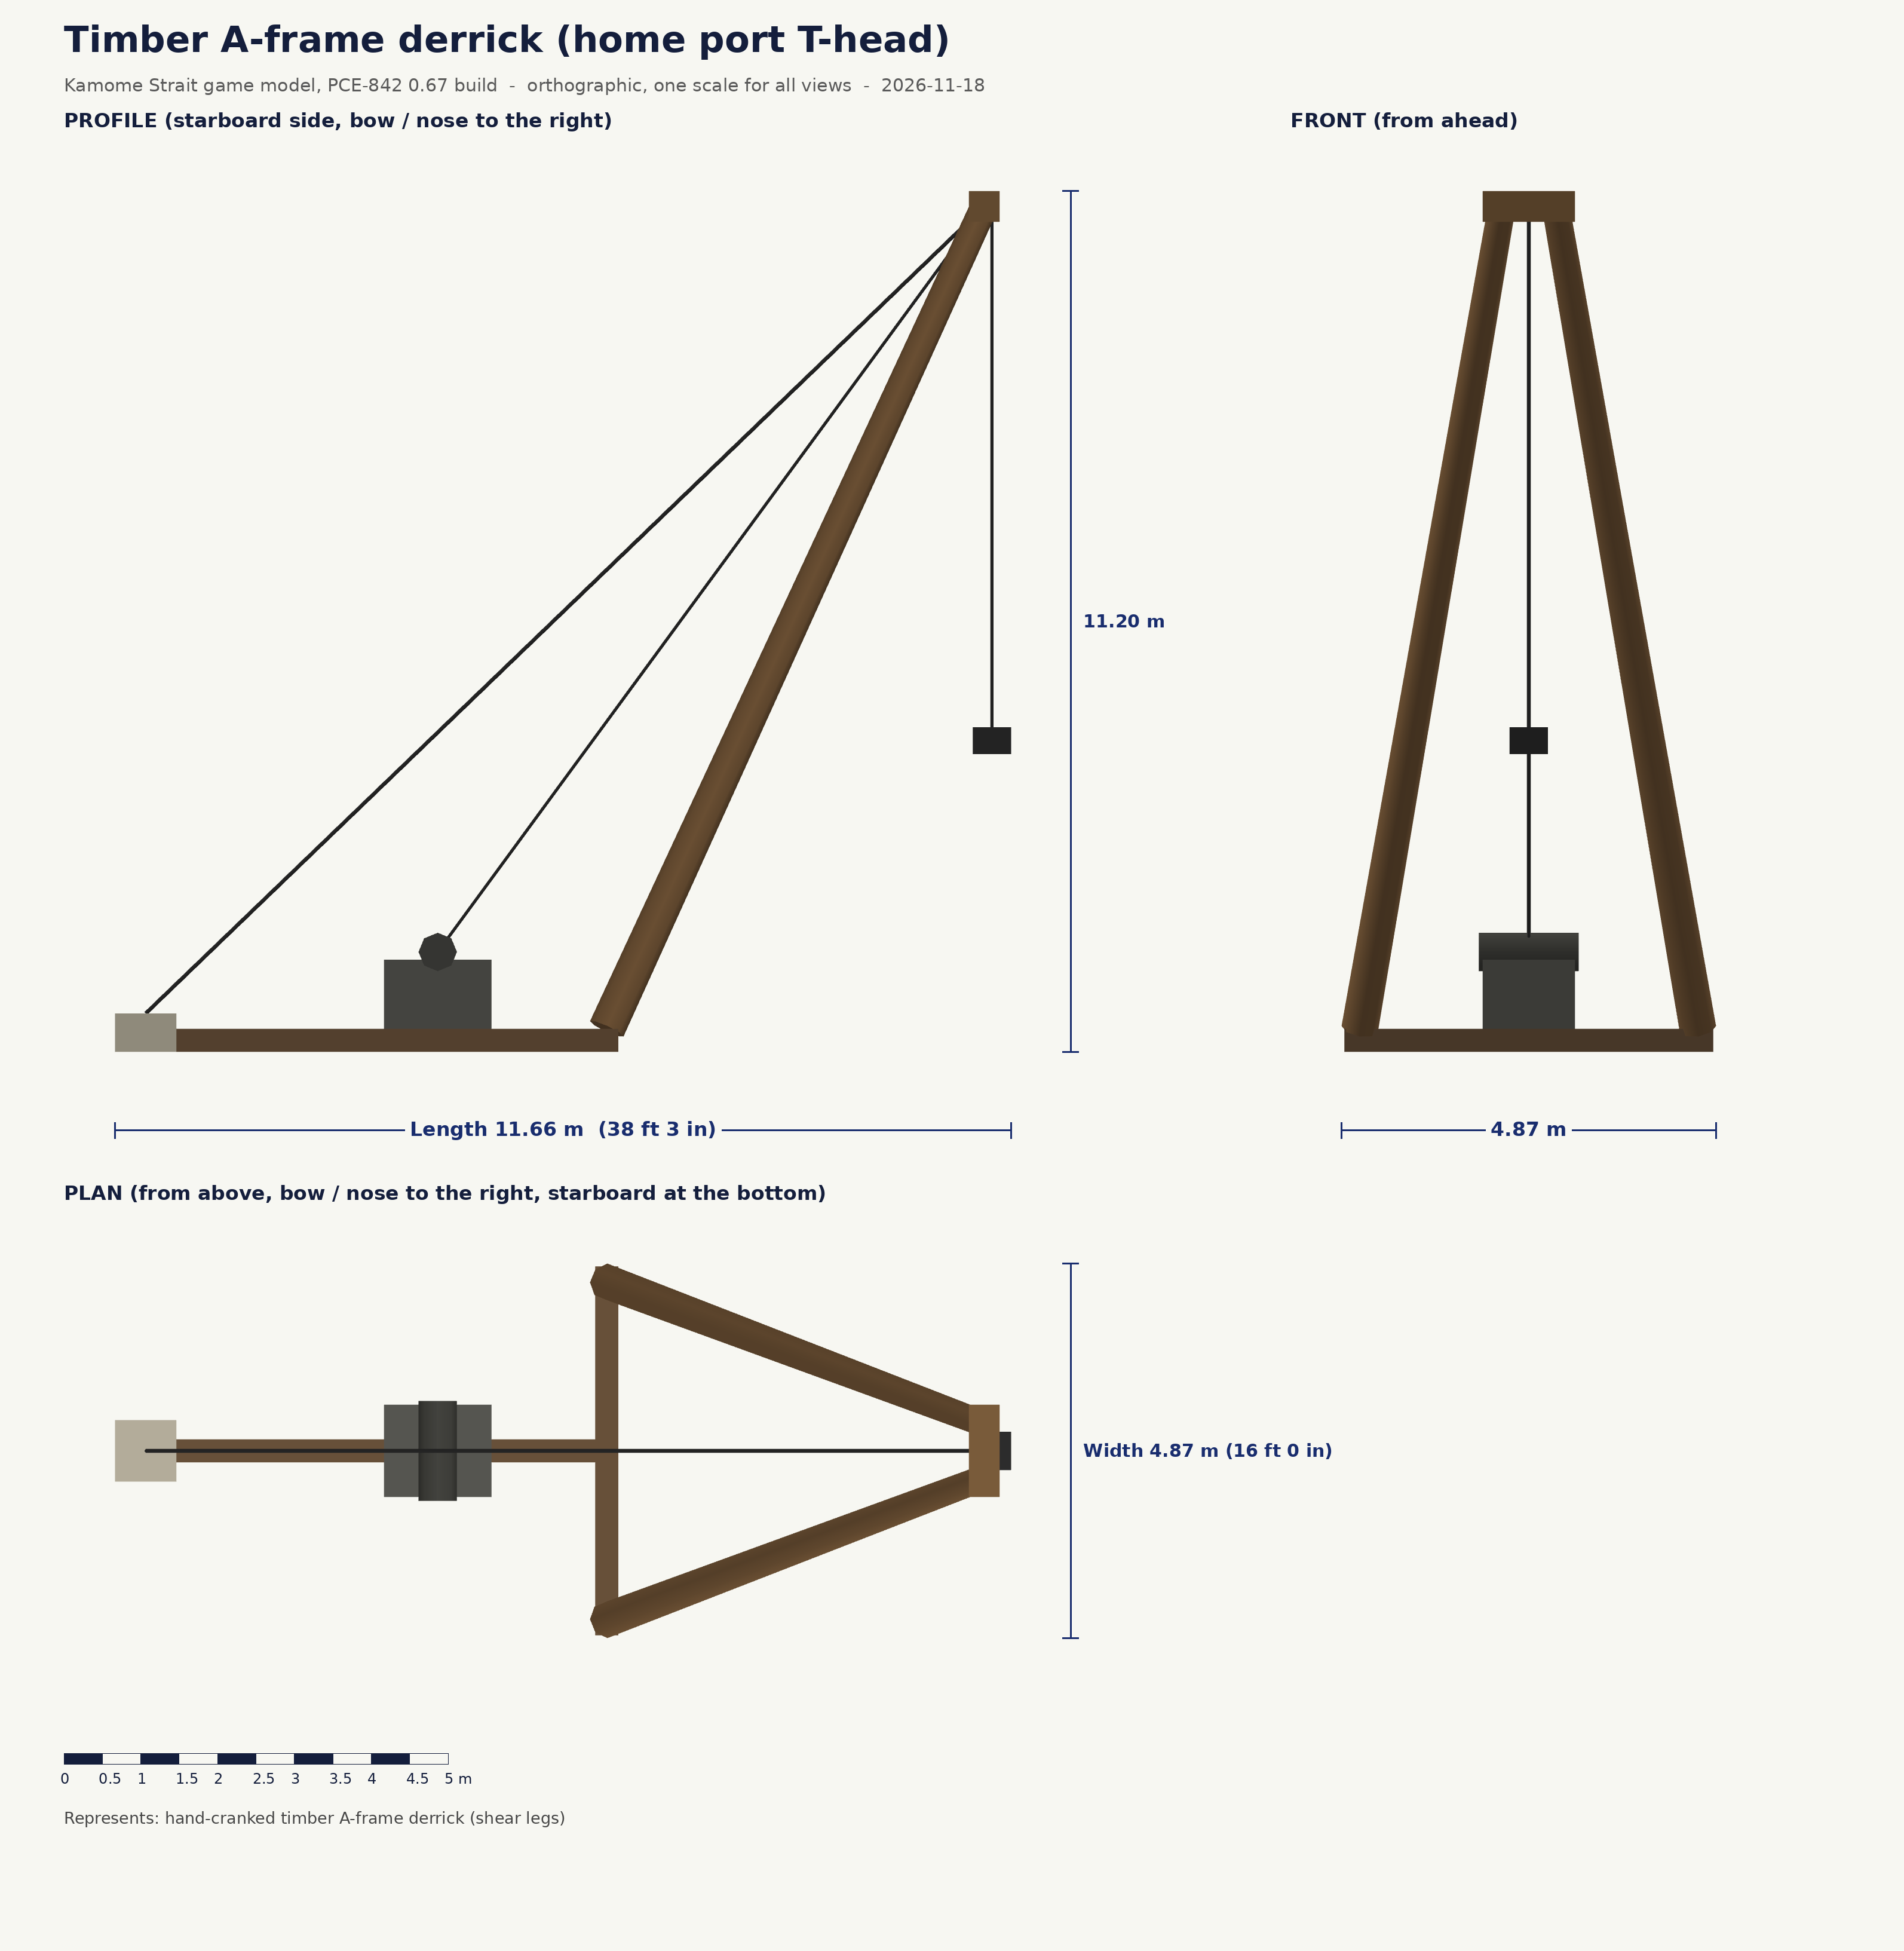 Timber A-frame derrick (home port T-head)
Kamome Strait game model, PCE-842 0.67 build  -  orthographic, one scale for all views  -  2026-11-18
PROFILE (starboard side, bow / nose to the right)
FRONT (from ahead)
11.20 m
Length 11.66 m  (38 ft 3 in)
4.87 m
PLAN (from above, bow / nose to the right, starboard at the bottom)
Width 4.87 m (16 ft 0 in)
0 0.5 1 1.5 2 2.5 3 3.5 4 4.5 5 m
Represents: hand-cranked timber A-frame derrick (shear legs)